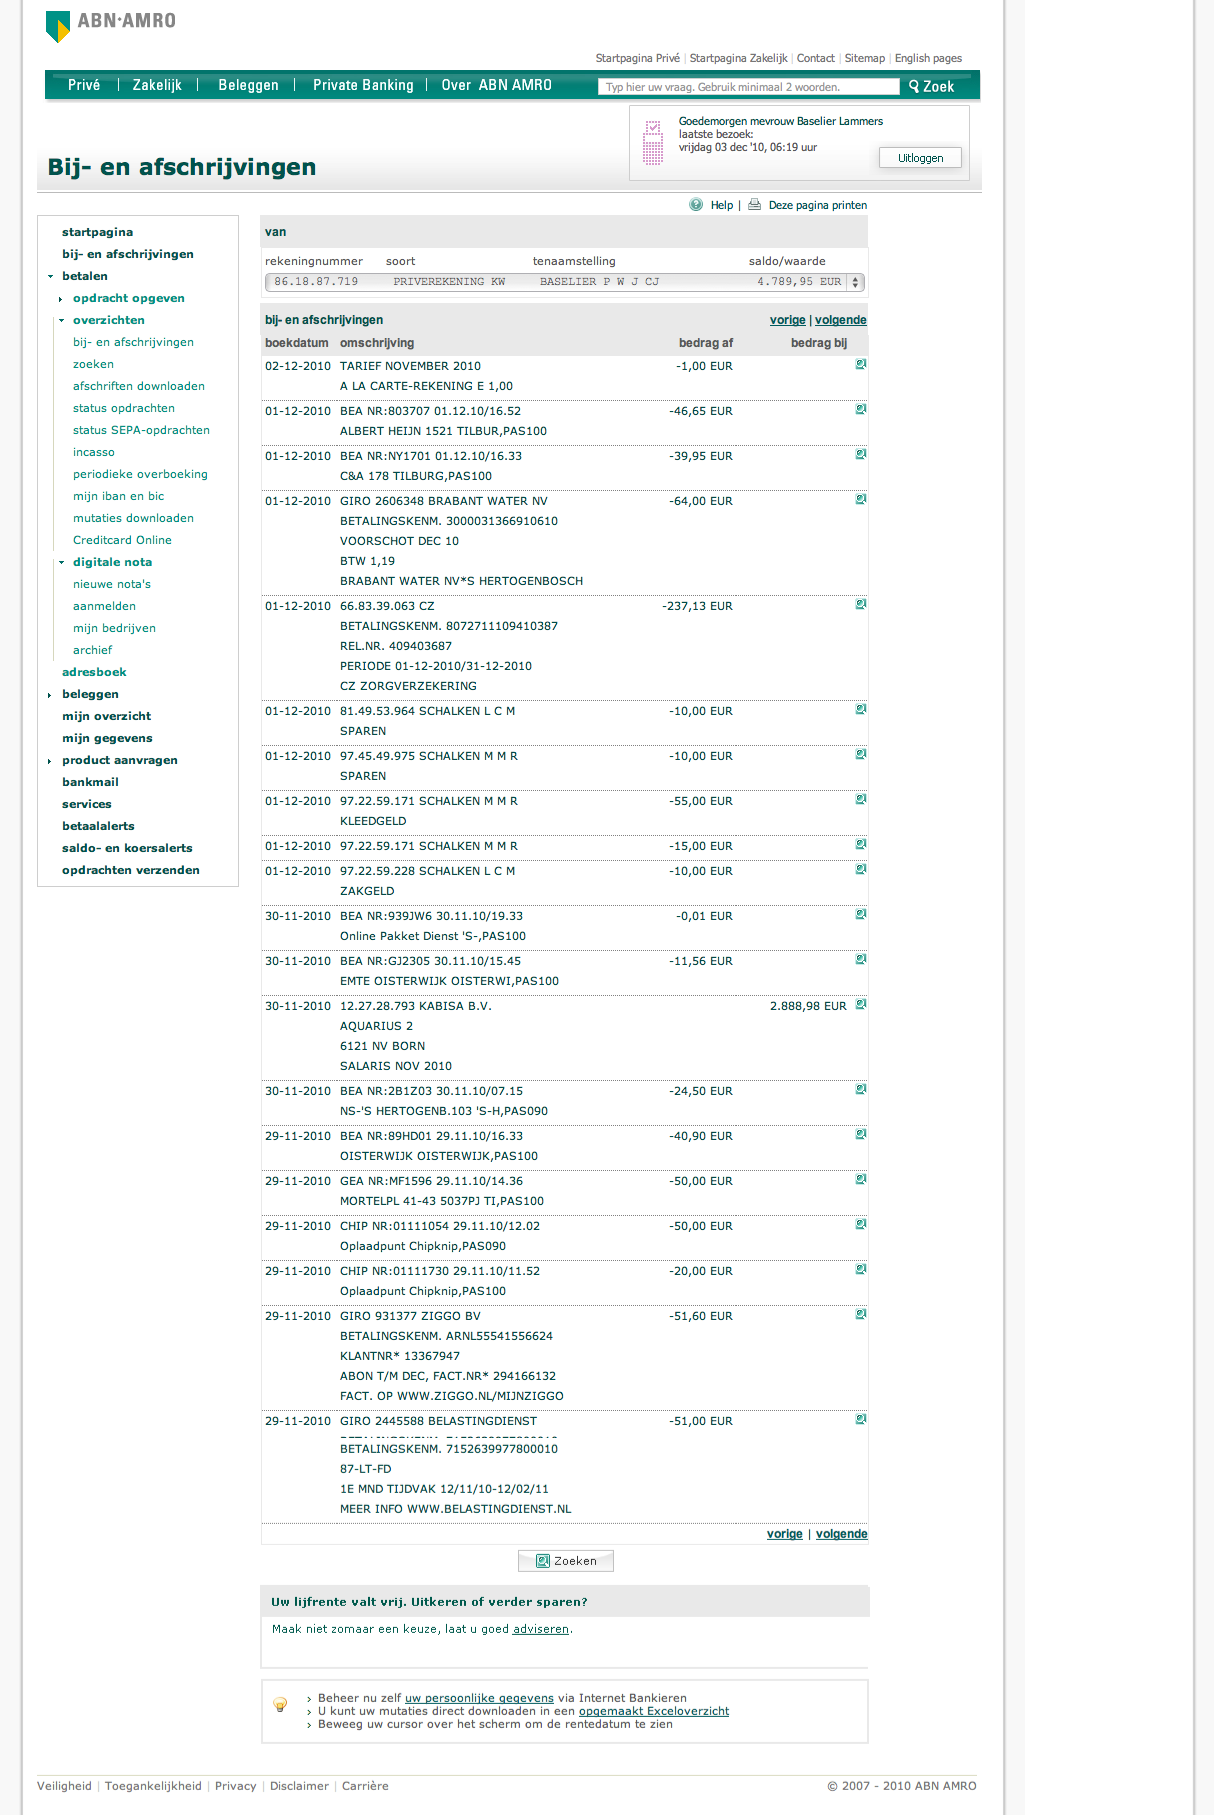 ABN·AMRO
Startpagina Privé | Startpagina Zakelijk | Contact | Sitemap | English pages
Privé | Zakelijk | Beleggen | Private Banking | Over ABN AMRO
Typ hier uw vraag. Gebruik minimaal 2 woorden. Zoek
Goedemorgen mevrouw Baselier Lammers
laatste bezoek:
vrijdag 03 dec '10, 06:19 uur
Uitloggen
Bij- en afschrijvingen
Help | Deze pagina printen
startpagina
bij- en afschrijvingen
betalen
opdracht opgeven
overzichten
bij- en afschrijvingen
zoeken
afschriften downloaden
status opdrachten
status SEPA-opdrachten
incasso
periodieke overboeking
mijn iban en bic
mutaties downloaden
Creditcard Online
digitale nota
nieuwe nota's
aanmelden
mijn bedrijven
archief
adresboek
beleggen
mijn overzicht
mijn gegevens
product aanvragen
bankmail
services
betaalalerts
saldo- en koersalerts
opdrachten verzenden
van
rekeningnummer soort tenaamstelling saldo/waarde
86.18.87.719 PRIVEREKENING KW BASELIER P W J CJ 4.789,95 EUR
bij- en afschrijvingen vorige | volgende
boekdatum omschrijving bedrag af bedrag bij
02-12-2010 TARIEF NOVEMBER 2010 -1,00 EUR
A LA CARTE-REKENING E 1,00
01-12-2010 BEA NR:803707 01.12.10/16.52 -46,65 EUR
ALBERT HEIJN 1521 TILBUR,PAS100
01-12-2010 BEA NR:NY1701 01.12.10/16.33 -39,95 EUR
C&A 178 TILBURG,PAS100
01-12-2010 GIRO 2606348 BRABANT WATER NV -64,00 EUR
BETALINGSKENM. 3000031366910610
VOORSCHOT DEC 10
BTW 1,19
BRABANT WATER NV*S HERTOGENBOSCH
01-12-2010 66.83.39.063 CZ -237,13 EUR
BETALINGSKENM. 8072711109410387
REL.NR. 409403687
PERIODE 01-12-2010/31-12-2010
CZ ZORGVERZEKERING
01-12-2010 81.49.53.964 SCHALKEN L C M -10,00 EUR
SPAREN
01-12-2010 97.45.49.975 SCHALKEN M M R -10,00 EUR
SPAREN
01-12-2010 97.22.59.171 SCHALKEN M M R -55,00 EUR
KLEEDGELD
01-12-2010 97.22.59.171 SCHALKEN M M R -15,00 EUR
01-12-2010 97.22.59.228 SCHALKEN L C M -10,00 EUR
ZAKGELD
30-11-2010 BEA NR:939JW6 30.11.10/19.33 -0,01 EUR
Online Pakket Dienst 'S-,PAS100
30-11-2010 BEA NR:GJ2305 30.11.10/15.45 -11,56 EUR
EMTE OISTERWIJK OISTERWI,PAS100
30-11-2010 12.27.28.793 KABISA B.V. 2.888,98 EUR
AQUARIUS 2
6121 NV BORN
SALARIS NOV 2010
30-11-2010 BEA NR:2B1Z03 30.11.10/07.15 -24,50 EUR
NS-'S HERTOGENB.103 'S-H,PAS090
29-11-2010 BEA NR:89HD01 29.11.10/16.33 -40,90 EUR
OISTERWIJK OISTERWIJK,PAS100
29-11-2010 GEA NR:MF1596 29.11.10/14.36 -50,00 EUR
MORTELPL 41-43 5037PJ TI,PAS100
29-11-2010 CHIP NR:01111054 29.11.10/12.02 -50,00 EUR
Oplaadpunt Chipknip,PAS090
29-11-2010 CHIP NR:01111730 29.11.10/11.52 -20,00 EUR
Oplaadpunt Chipknip,PAS100
29-11-2010 GIRO 931377 ZIGGO BV -51,60 EUR
BETALINGSKENM. ARNL55541556624
KLANTNR* 13367947
ABON T/M DEC, FACT.NR* 294166132
FACT. OP WWW.ZIGGO.NL/MIJNZIGGO
29-11-2010 GIRO 2445588 BELASTINGDIENST -51,00 EUR
BETALINGSKENM. 7152639977800010
87-LT-FD
1E MND TIJDVAK 12/11/10-12/02/11
MEER INFO WWW.BELASTINGDIENST.NL
vorige | volgende
Zoeken
Uw lijfrente valt vrij. Uitkeren of verder sparen?
Maak niet zomaar een keuze, laat u goed adviseren.
› Beheer nu zelf uw persoonlijke gegevens via Internet Bankieren
› U kunt uw mutaties direct downloaden in een opgemaakt Exceloverzicht
› Beweeg uw cursor over het scherm om de rentedatum te zien
Veiligheid | Toegankelijkheid | Privacy | Disclaimer | Carrière © 2007 - 2010 ABN AMRO